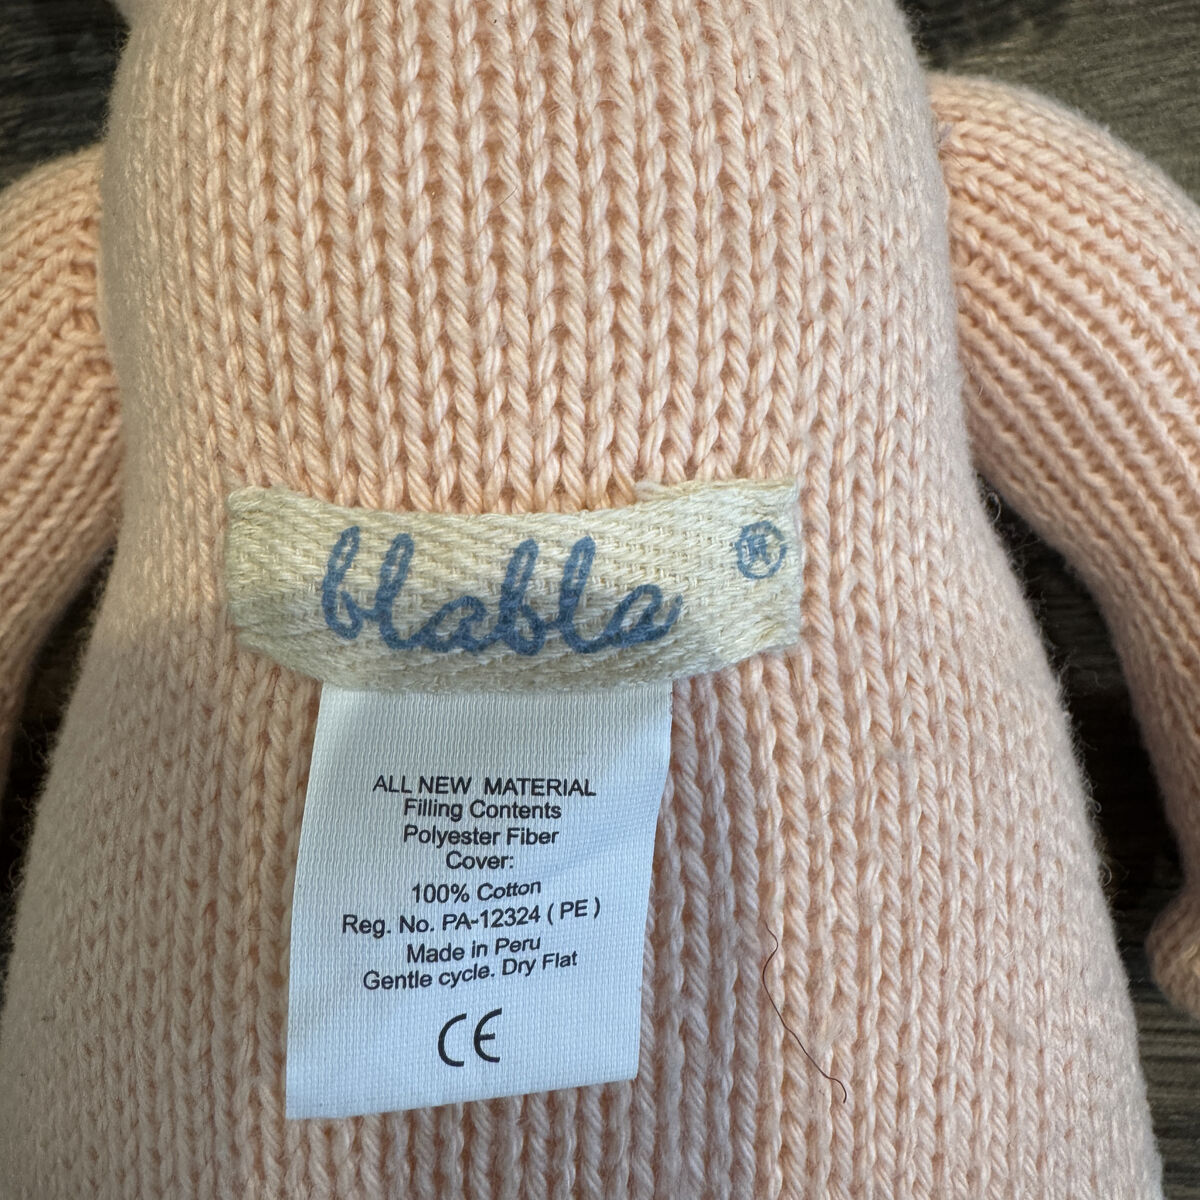 blabla ®
ALL NEW MATERIAL
Filling Contents
Polyester Fiber
Cover:
100% Cotton
Reg. No. PA-12324 ( PE )
Made in Peru
Gentle cycle. Dry Flat
CE